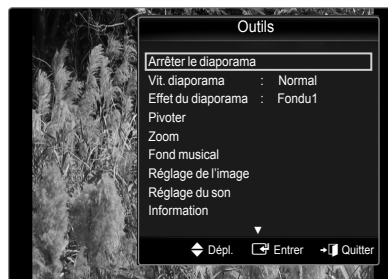 Outils
Arrêter le diaporama
Vit. diaporama : Normal
Effet du diaporama : Fondu1
Pivoter
Zoom
Fond musical
Réglage de l'image
Réglage du son
Information
Dépl. Entrer Quitter